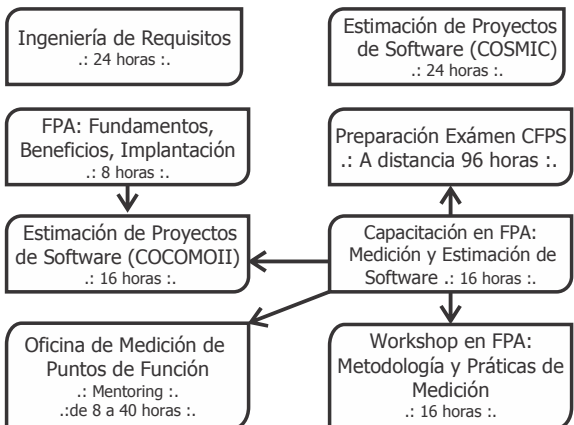 Ingeniería de Requisitos
.: 24 horas :.
Estimación de Proyectos
de Software (COSMIC)
.: 24 horas :.
FPA: Fundamentos,
Beneficios, Implantación
.: 8 horas :.
Preparación Exámen CFPS
.: A distancia 96 horas :.
Estimación de Proyectos
de Software (COCOMOII)
.: 16 horas :.
Capacitación en FPA:
Medición y Estimación de
Software .: 16 horas :.
Oficina de Medición de
Puntos de Función
.: Mentoring :.
.:de 8 a 40 horas :.
Workshop en FPA:
Metodología y Práticas de
Medición
.: 16 horas :.